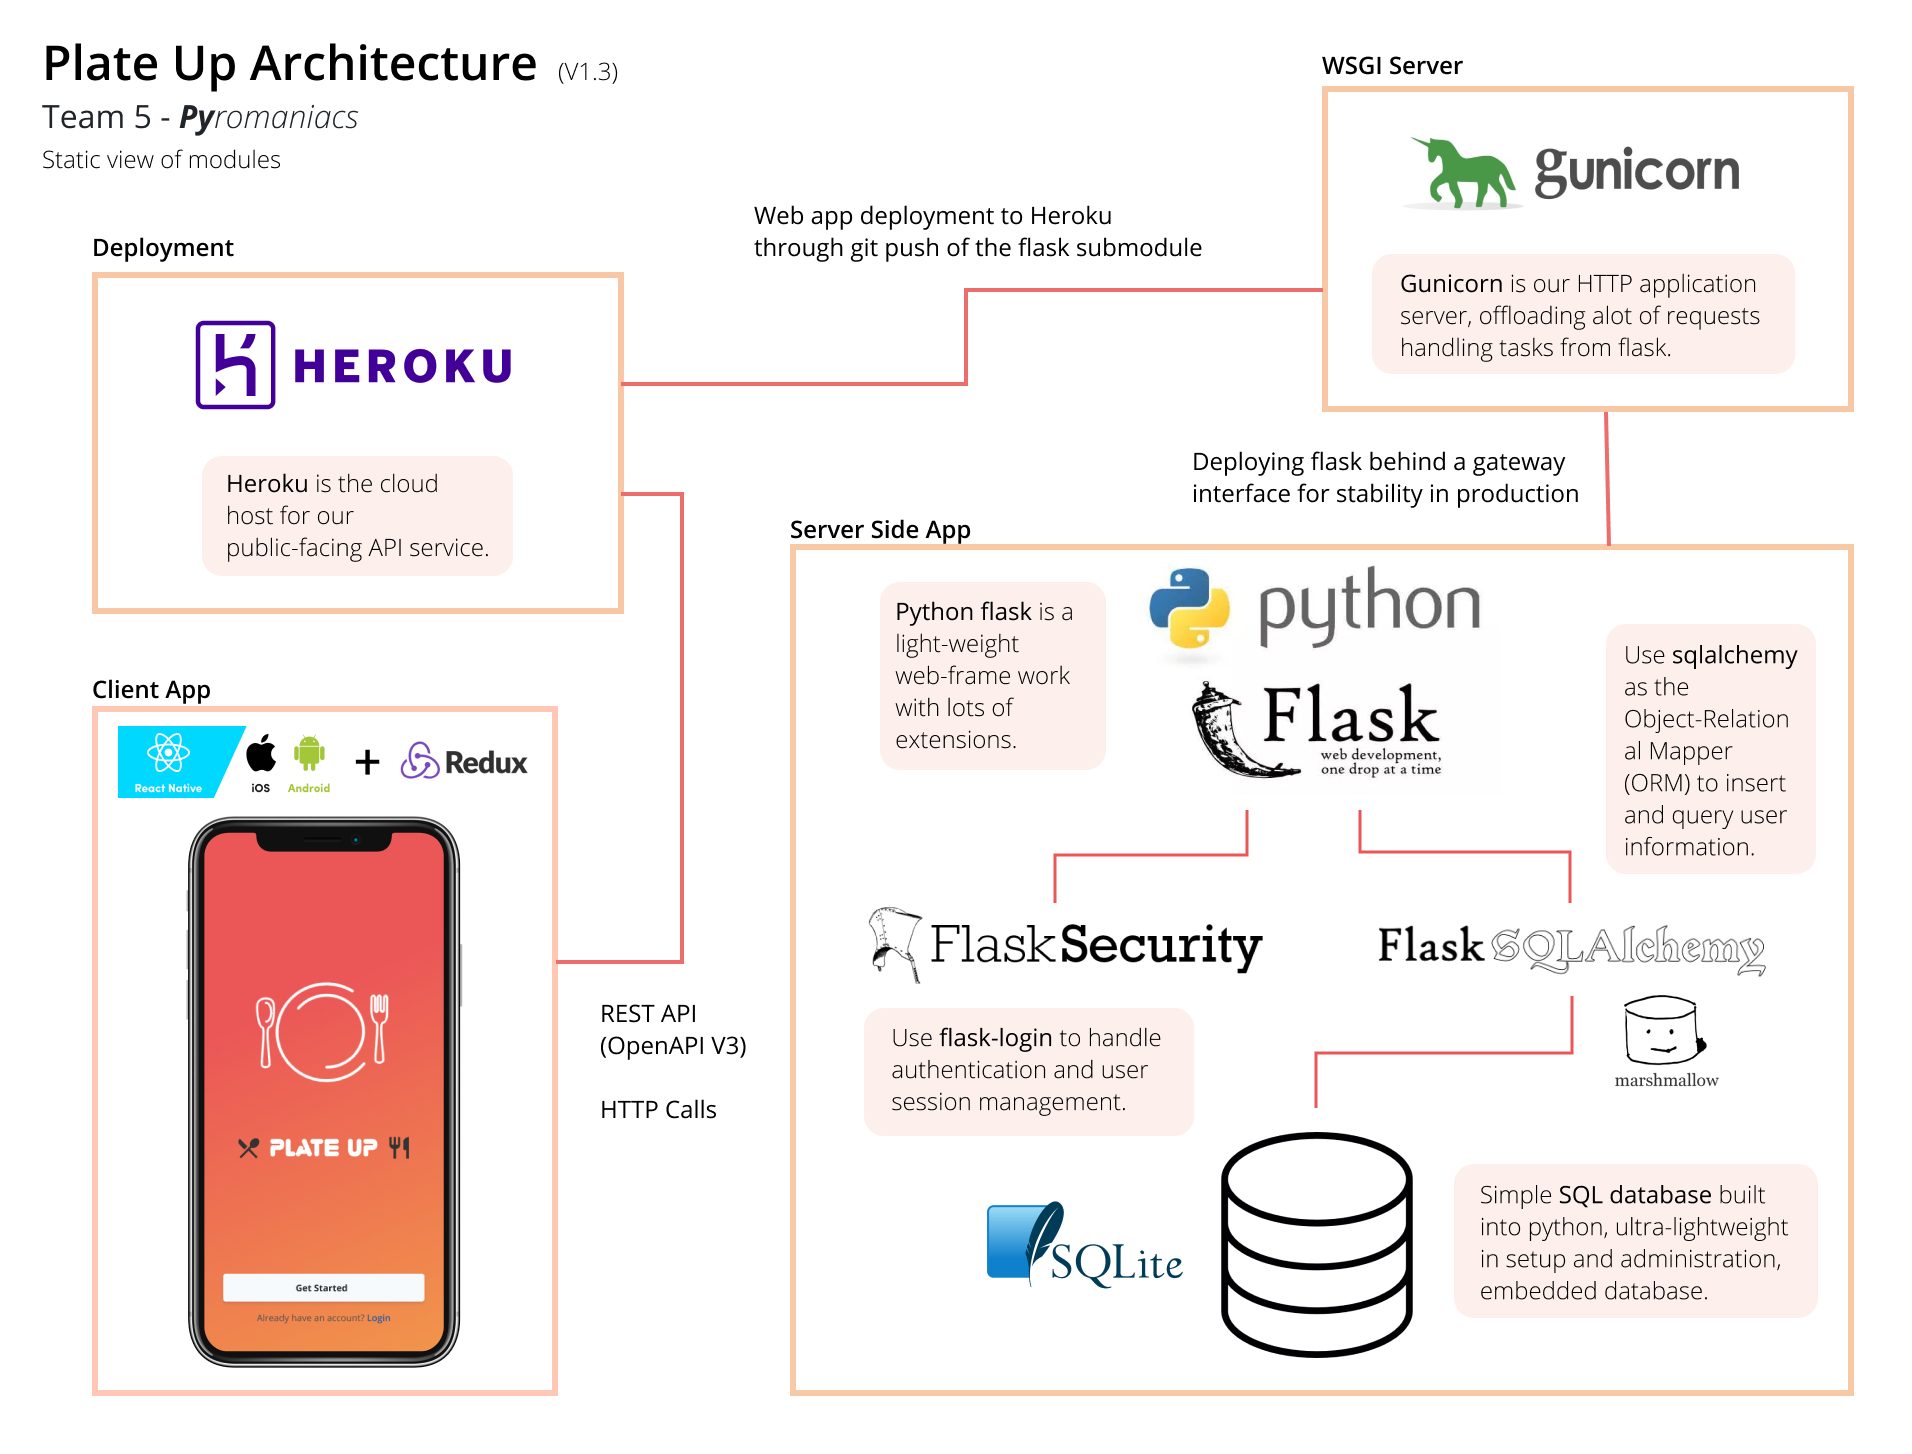 Plate Up Architecture (V1.3)
Team 5 - Pyromaniacs
Static view of modules
Deployment
HEROKU
Heroku is the cloud
host for our
public-facing API service.
Web app deployment to Heroku
through git push of the flask submodule
WSGI Server
gunicorn
Gunicorn is our HTTP application
server, offloading alot of requests
handling tasks from flask.
Deploying flask behind a gateway
interface for stability in production
Client App
React Native
iOS
Android
+
Redux
PLATE UP
Get Started
Already have an account? Login
REST API
(OpenAPI V3)
HTTP Calls
Server Side App
Python flask is a
light-weight
web-frame work
with lots of
extensions.
python
Flask
web development,
one drop at a time
Use sqlalchemy
as the
Object-Relation
al Mapper
(ORM) to insert
and query user
information.
FlaskSecurity
Use flask-login to handle
authentication and user
session management.
Flask SQLAlchemy
marshmallow
SQLite
Simple SQL database built
into python, ultra-lightweight
in setup and administration,
embedded database.